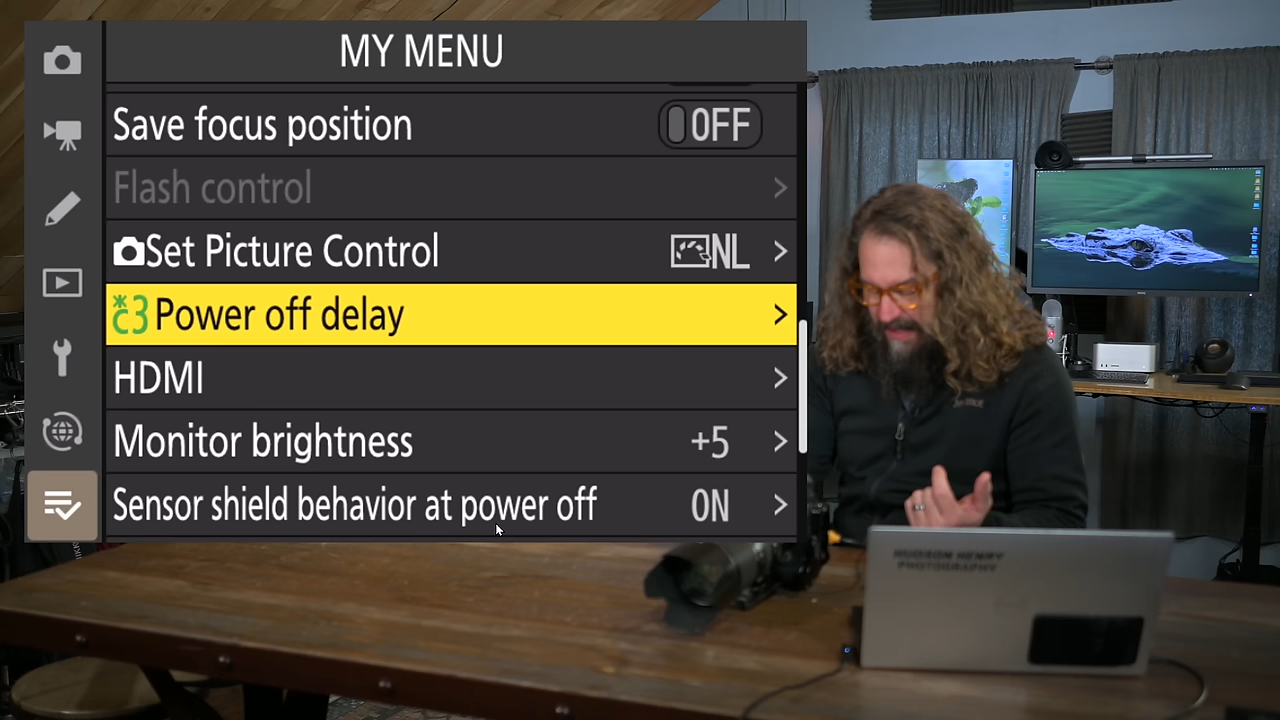 MY MENU
Save focus position OFF
Flash control >
Set Picture Control NL >
*c3 Power off delay >
HDMI >
Monitor brightness +5 >
Sensor shield behavior at power off ON >
HUDSON HENRY
PHOTOGRAPHY